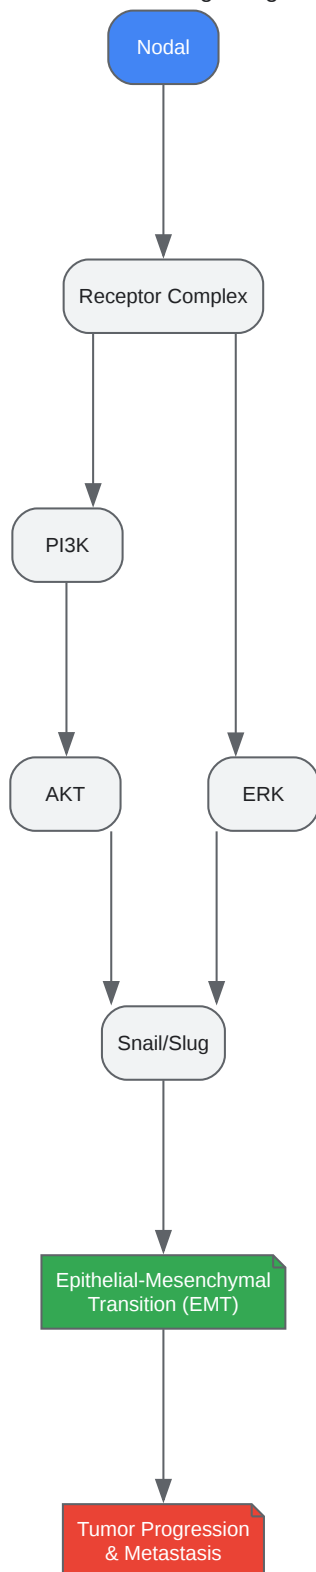 Nodal
Receptor Complex
PI3K
AKT
ERK
Snail/Slug
Epithelial-Mesenchymal
Transition (EMT)
Tumor Progression
& Metastasis